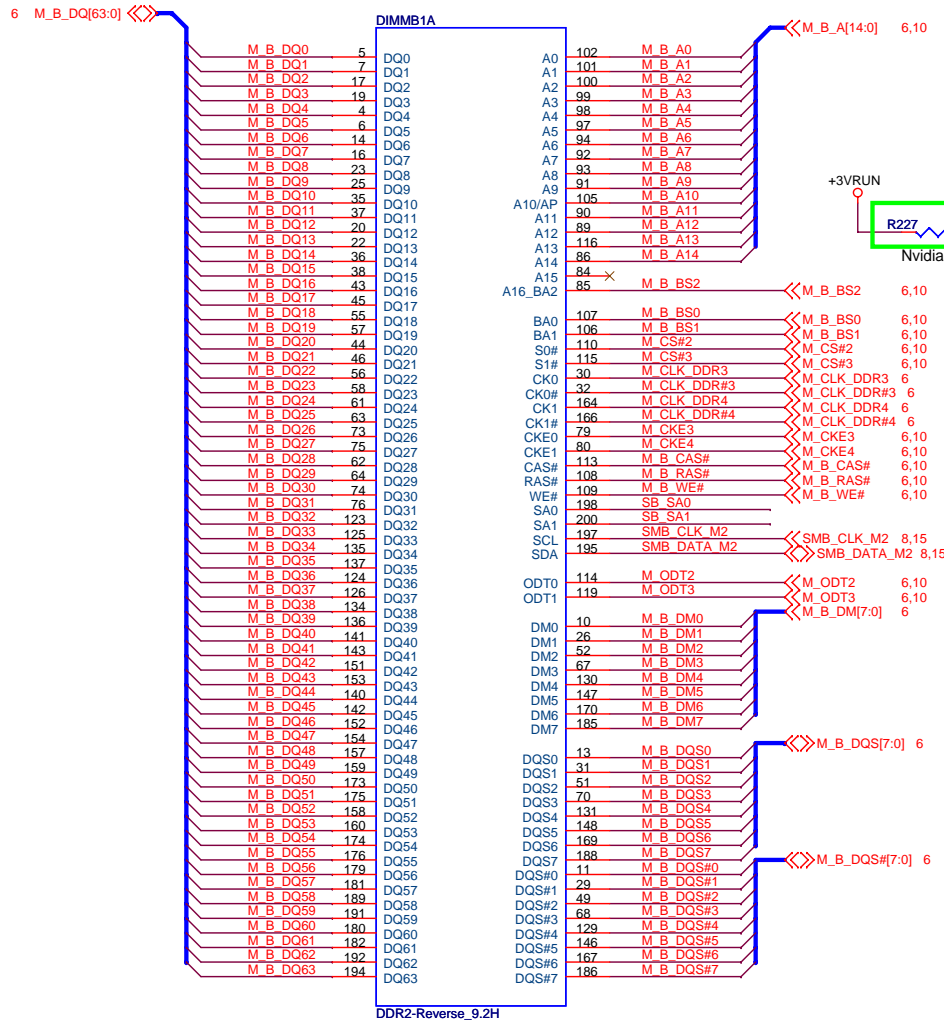 6 M_B_DQ[63:0]
DIMMB1A
M_B_A[14:0] 6,10
M_B_DQ0 5 DQ0 A0 102 M_B_A0
M_B_DQ1 7 DQ1 A1 101 M_B_A1
M_B_DQ2 17 DQ2 A2 100 M_B_A2
M_B_DQ3 19 DQ3 A3 99 M_B_A3
M_B_DQ4 4 DQ4 A4 98 M_B_A4
M_B_DQ5 6 DQ5 A5 97 M_B_A5
M_B_DQ6 14 DQ6 A6 94 M_B_A6
M_B_DQ7 16 DQ7 A7 92 M_B_A7
M_B_DQ8 23 DQ8 A8 93 M_B_A8
M_B_DQ9 25 DQ9 A9 91 M_B_A9
+3VRUN
M_B_DQ10 35 DQ10 A10/AP 105 M_B_A10
M_B_DQ11 37 DQ11 A11 90 M_B_A11
M_B_DQ12 20 DQ12 A12 89 M_B_A12
R227
M_B_DQ13 22 DQ13 A13 116 M_B_A13
M_B_DQ14 36 DQ14 A14 86 M_B_A14
Nvidia
M_B_DQ15 38 DQ15 A15 84
M_B_DQ16 43 DQ16 A16_BA2 85 M_B_BS2 M_B_BS2 6,10
M_B_DQ17 45 DQ17
M_B_DQ18 55 DQ18 BA0 107 M_B_BS0 M_B_BS0 6,10
M_B_DQ19 57 DQ19 BA1 106 M_B_BS1 M_B_BS1 6,10
M_B_DQ20 44 DQ20 S0# 110 M_CS#2 M_CS#2 6,10
M_B_DQ21 46 DQ21 S1# 115 M_CS#3 M_CS#3 6,10
M_B_DQ22 56 DQ22 CK0 30 M_CLK_DDR3 M_CLK_DDR3 6
M_B_DQ23 58 DQ23 CK0# 32 M_CLK_DDR#3 M_CLK_DDR#3 6
M_B_DQ24 61 DQ24 CK1 164 M_CLK_DDR4 M_CLK_DDR4 6
M_B_DQ25 63 DQ25 CK1# 166 M_CLK_DDR#4 M_CLK_DDR#4 6
M_B_DQ26 73 DQ26 CKE0 79 M_CKE3 M_CKE3 6,10
M_B_DQ27 75 DQ27 CKE1 80 M_CKE4 M_CKE4 6,10
M_B_DQ28 62 DQ28 CAS# 113 M_B_CAS# M_B_CAS# 6,10
M_B_DQ29 64 DQ29 RAS# 108 M_B_RAS# M_B_RAS# 6,10
M_B_DQ30 74 DQ30 WE# 109 M_B_WE# M_B_WE# 6,10
M_B_DQ31 76 DQ31 SA0 198 SB_SA0
M_B_DQ32 123 DQ32 SA1 200 SB_SA1
M_B_DQ33 125 DQ33 SCL 197 SMB_CLK_M2 SMB_CLK_M2 8,15
M_B_DQ34 135 DQ34 SDA 195 SMB_DATA_M2 SMB_DATA_M2 8,15
M_B_DQ35 137 DQ35
M_B_DQ36 124 DQ36 ODT0 114 M_ODT2 M_ODT2 6,10
M_B_DQ37 126 DQ37 ODT1 119 M_ODT3 M_ODT3 6,10
M_B_DQ38 134 DQ38 M_B_DM[7:0] 6
M_B_DQ39 136 DQ39 DM0 10 M_B_DM0
M_B_DQ40 141 DQ40 DM1 26 M_B_DM1
M_B_DQ41 143 DQ41 DM2 52 M_B_DM2
M_B_DQ42 151 DQ42 DM3 67 M_B_DM3
M_B_DQ43 153 DQ43 DM4 130 M_B_DM4
M_B_DQ44 140 DQ44 DM5 147 M_B_DM5
M_B_DQ45 142 DQ45 DM6 170 M_B_DM6
M_B_DQ46 152 DQ46 DM7 185 M_B_DM7
M_B_DQ47 154 DQ47 M_B_DQS[7:0] 6
M_B_DQ48 157 DQ48 DQS0 13 M_B_DQS0
M_B_DQ49 159 DQ49 DQS1 31 M_B_DQS1
M_B_DQ50 173 DQ50 DQS2 51 M_B_DQS2
M_B_DQ51 175 DQ51 DQS3 70 M_B_DQS3
M_B_DQ52 158 DQ52 DQS4 131 M_B_DQS4
M_B_DQ53 160 DQ53 DQS5 148 M_B_DQS5
M_B_DQ54 174 DQ54 DQS6 169 M_B_DQS6
M_B_DQ55 176 DQ55 DQS7 188 M_B_DQS7 M_B_DQS#[7:0] 6
M_B_DQ56 179 DQ56 DQS#0 11 M_B_DQS#0
M_B_DQ57 181 DQ57 DQS#1 29 M_B_DQS#1
M_B_DQ58 189 DQ58 DQS#2 49 M_B_DQS#2
M_B_DQ59 191 DQ59 DQS#3 68 M_B_DQS#3
M_B_DQ60 180 DQ60 DQS#4 129 M_B_DQS#4
M_B_DQ61 182 DQ61 DQS#5 146 M_B_DQS#5
M_B_DQ62 192 DQ62 DQS#6 167 M_B_DQS#6
M_B_DQ63 194 DQ63 DQS#7 186 M_B_DQS#7
DDR2-Reverse_9.2H